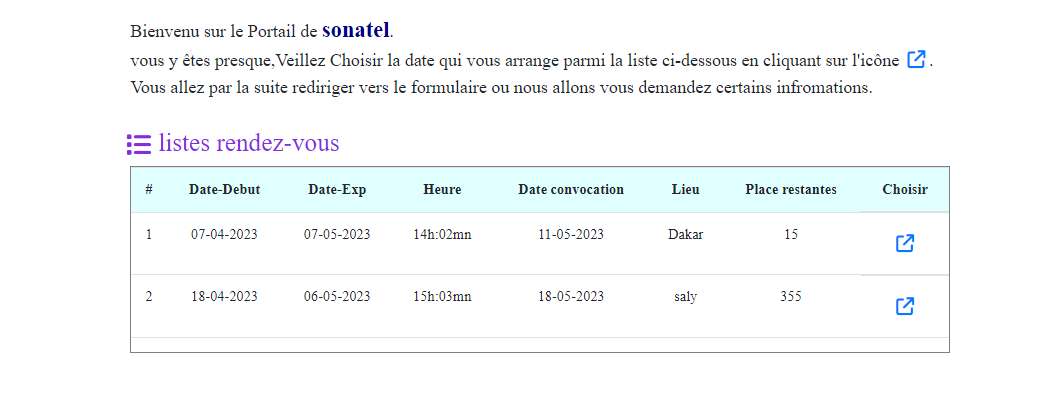 Bienvenu sur le Portail de sonatel.
vous y êtes presque,Veillez Choisir la date qui vous arrange parmi la liste ci-dessous en cliquant sur l'icône .
Vous allez par la suite rediriger vers le formulaire ou nous allons vous demandez certains infromations.
listes rendez-vous
# Date-Debut Date-Exp Heure Date convocation Lieu Place restantes Choisir
1 07-04-2023 07-05-2023 14h:02mn 11-05-2023 Dakar 15
2 18-04-2023 06-05-2023 15h:03mn 18-05-2023 saly 355